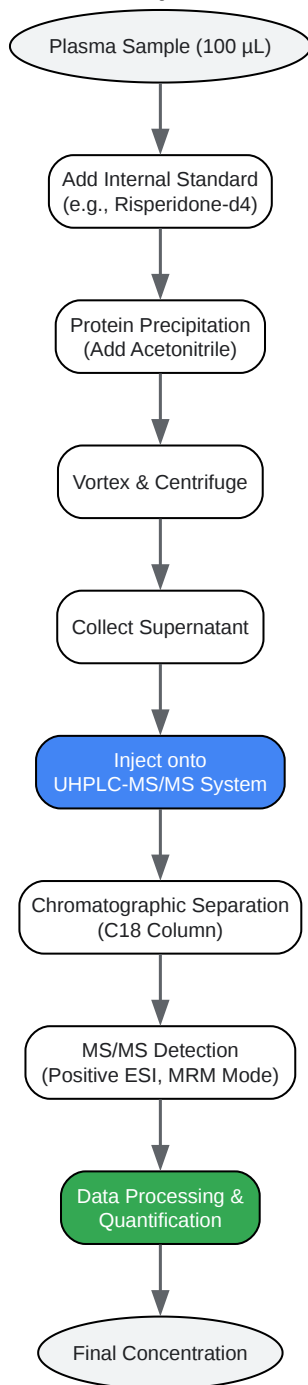 Plasma Sample (100 µL)
Add Internal Standard
(e.g., Risperidone-d4)
Protein Precipitation
(Add Acetonitrile)
Vortex & Centrifuge
Collect Supernatant
Inject onto
UHPLC-MS/MS System
Chromatographic Separation
(C18 Column)
MS/MS Detection
(Positive ESI, MRM Mode)
Data Processing &
Quantification
Final Concentration